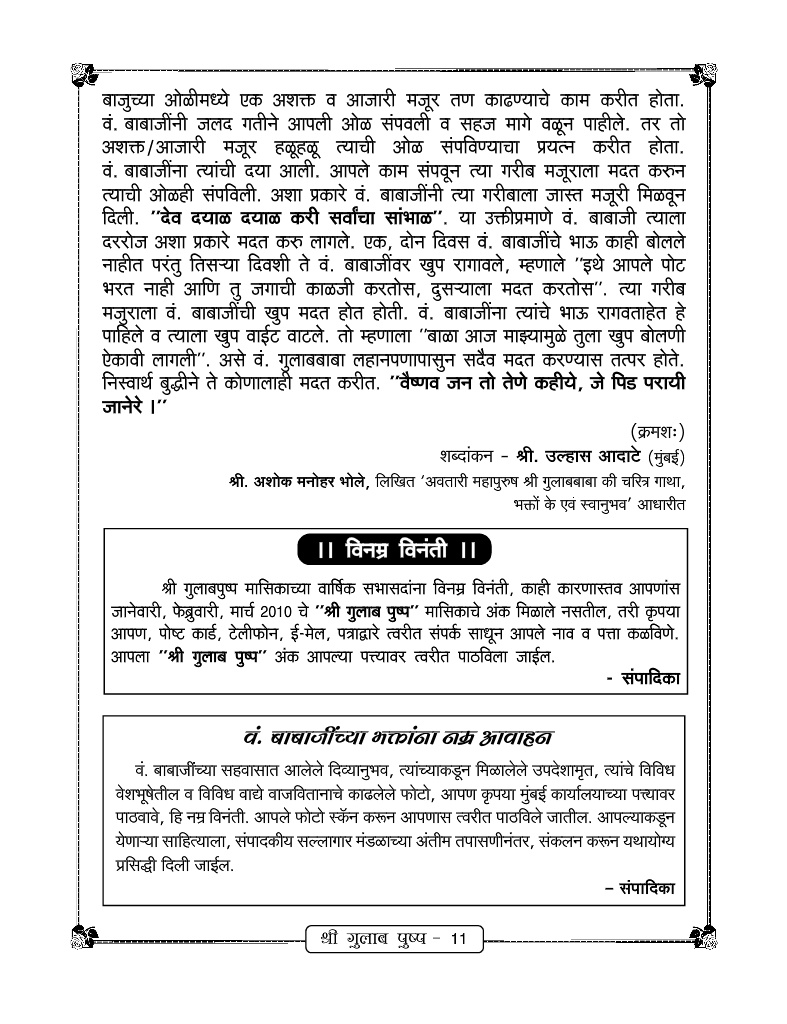 बाजुच्या ओळीमध्ये एक अशक्त व आजारी मजूर तण काढण्याचे काम करीत होता.
वं. बाबाजींनी जलद गतीने आपली ओळ संपवली व सहज मागे वळून पाहीले. तर तो
अशक्त/आजारी मजूर हळूहळू त्याची ओळ संपविण्याचा प्रयत्न करीत होता.
वं. बाबाजींना त्यांची दया आली. आपले काम संपवून त्या गरीब मजूराला मदत करुन
त्याची ओळही संपविली. अशा प्रकारे वं. बाबाजींनी त्या गरीबाला जास्त मजूरी मिळवून
दिली. ''देव दयाळ दयाळ करी सर्वांचा सांभाळ''. या उक्तीप्रमाणे वं. बाबाजी त्याला
दररोज अशा प्रकारे मदत करु लागले. एक, दोन दिवस वं. बाबाजींचे भाऊ काही बोलले
नाहीत परंतु तिसऱ्या दिवशी ते वं. बाबाजींवर खुप रागावले, म्हणाले ''इथे आपले पोट
भरत नाही आणि तु जगाची काळजी करतोस, दुसऱ्याला मदत करतोस''. त्या गरीब
मजुराला वं. बाबाजींची खुप मदत होत होती. वं. बाबाजींना त्यांचे भाऊ रागवताहेत हे
पाहिले व त्याला खुप वाईट वाटले. तो म्हणाला ''बाळा आज माझ्यामुळे तुला खुप बोलणी
ऐकावी लागली''. असे वं. गुलाबबाबा लहानपणापासुन सदैव मदत करण्यास तत्पर होते.
निस्वार्थ बुद्धीने ते कोणालाही मदत करीत. ''वैष्णव जन तो तेणे कहीये, जे पिड परायी
जानेरे ।''
(क्रमशः)
शब्दांकन - श्री. उल्हास आदाटे (मुंबई)
श्री. अशोक मनोहर भोले, लिखित 'अवतारी महापुरुष श्री गुलाबबाबा की चरित्र गाथा,
भक्तों के एवं स्वानुभव' आधारीत
।। विनम्र विनंती ।।
श्री गुलाबपुष्प मासिकाच्या वार्षिक सभासदांना विनम्र विनंती, काही कारणास्तव आपणांस
जानेवारी, फेब्रुवारी, मार्च 2010 चे ''श्री गुलाब पुष्प'' मासिकाचे अंक मिळाले नसतील, तरी कृपया
आपण, पोष्ट कार्ड, टेलीफोन, ई-मेल, पत्राद्वारे त्वरीत संपर्क साधून आपले नाव व पत्ता कळविणे.
आपला ''श्री गुलाब पुष्प'' अंक आपल्या पत्त्यावर त्वरीत पाठविला जाईल.
- संपादिका
वं. बाबाजींच्या भक्तांना नम्र आवाहन
वं. बाबाजींच्या सहवासात आलेले दिव्यानुभव, त्यांच्याकडून मिळालेले उपदेशामृत, त्यांचे विविध
वेशभूषेतील व विविध वाद्ये वाजवितानाचे काढलेले फोटो, आपण कृपया मुंबई कार्यालयाच्या पत्त्यावर
पाठवावे, हि नम्र विनंती. आपले फोटो स्कॅन करून आपणास त्वरीत पाठविले जातील. आपल्याकडून
येणाऱ्या साहित्याला, संपादकीय सल्लागार मंडळाच्या अंतीम तपासणीनंतर, संकलन करून यथायोग्य
प्रसिद्धी दिली जाईल.
– संपादिका
श्री गुलाब पुष्प - 11